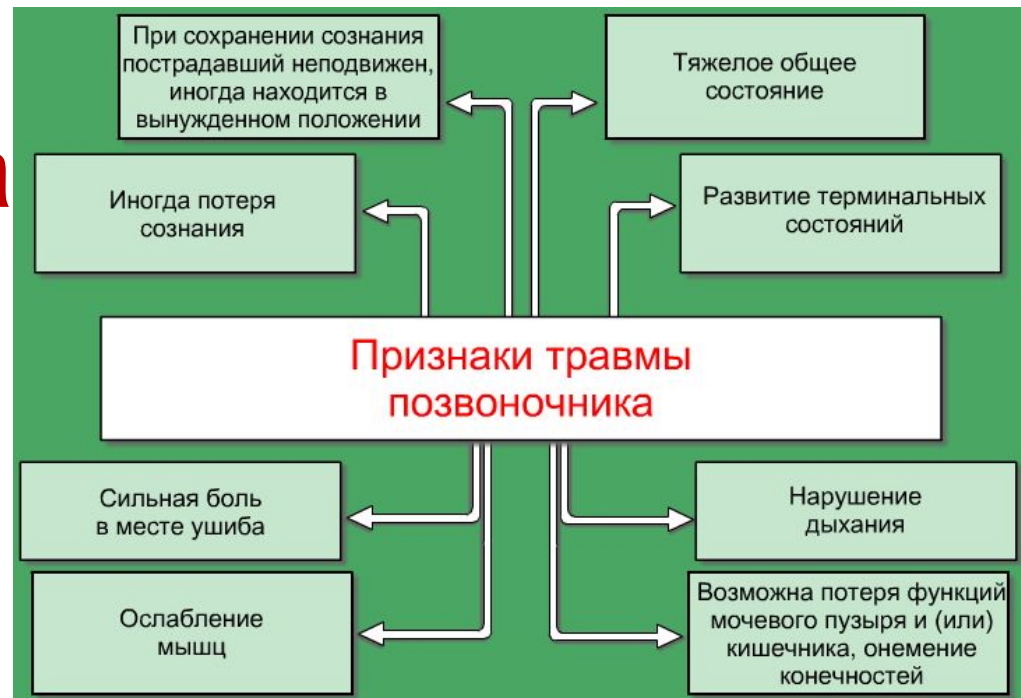 При сохранении сознания
пострадавший неподвижен,
иногда находится в
вынужденном положении
Тяжелое общее
состояние
а
Иногда потеря
сознания
Развитие терминальных
состояний
Признаки травмы
позвоночника
Сильная боль
в месте ушиба
Нарушение
дыхания
Ослабление
мышц
Возможна потеря функций
мочевого пузыря и (или)
кишечника, онемение
конечностей